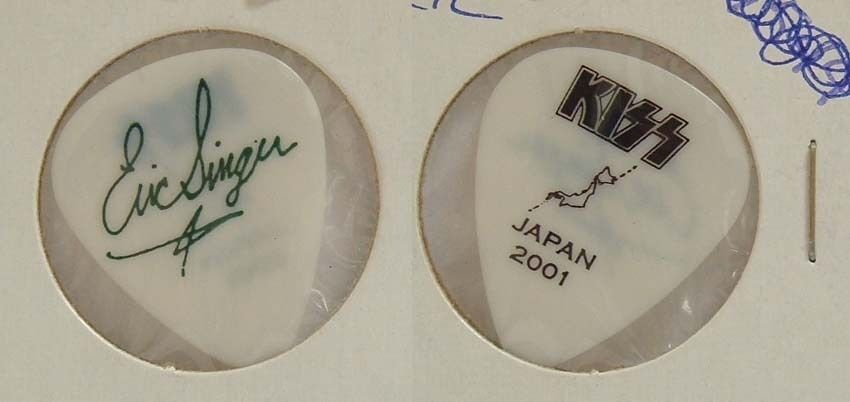 Eric Singer
KISS
JAPAN
2001